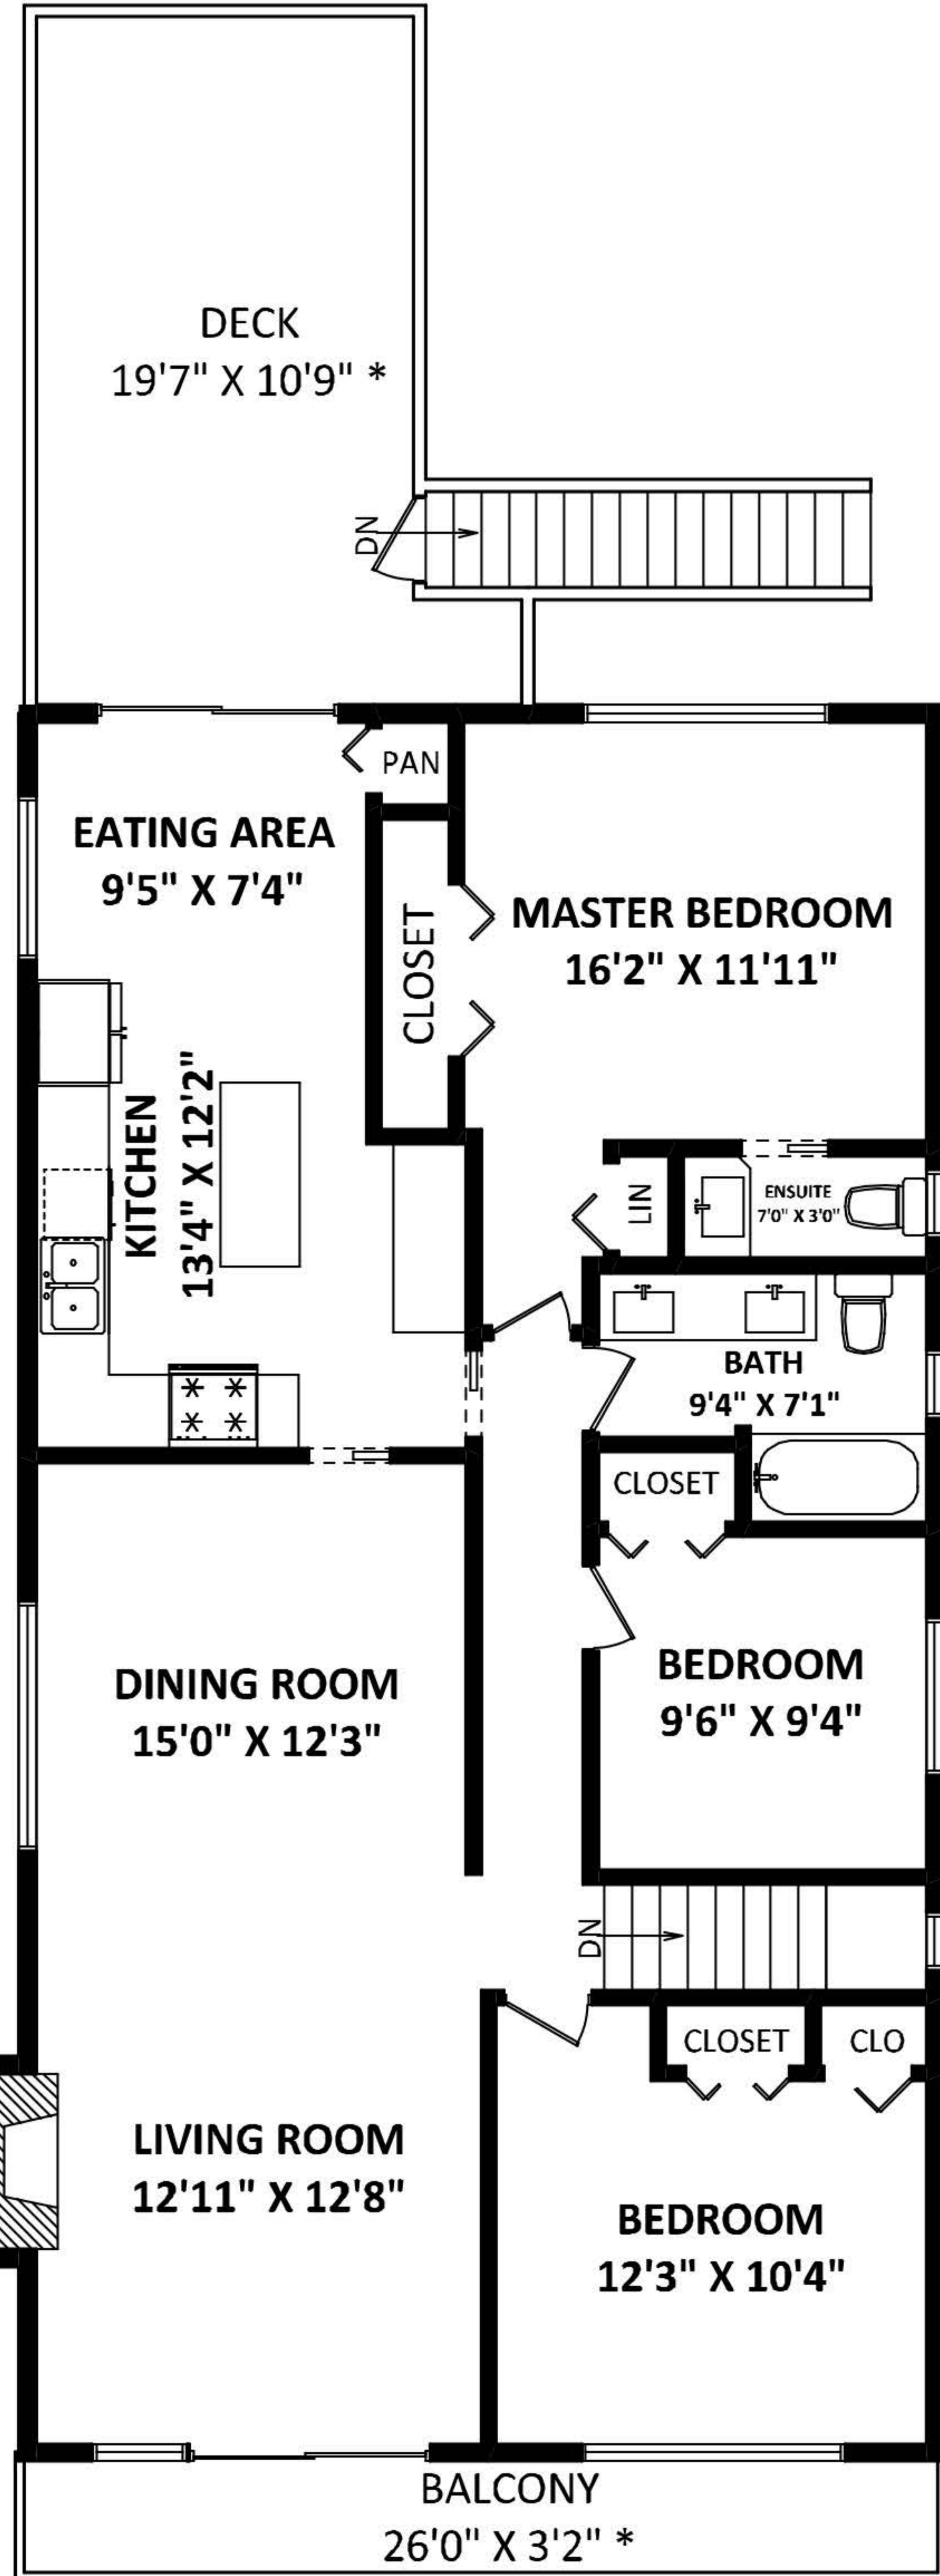 DECK
19'7" X 10'9" *
DN
PAN
EATING AREA
9'5" X 7'4"
CLOSET
MASTER BEDROOM
16'2" X 11'11"
KITCHEN
13'4" X 12'2"
LIN
ENSUITE
7'0" X 3'0"
BATH
9'4" X 7'1"
CLOSET
DINING ROOM
15'0" X 12'3"
BEDROOM
9'6" X 9'4"
DN
CLOSET
CLO
LIVING ROOM
12'11" X 12'8"
BEDROOM
12'3" X 10'4"
BALCONY
26'0" X 3'2" *